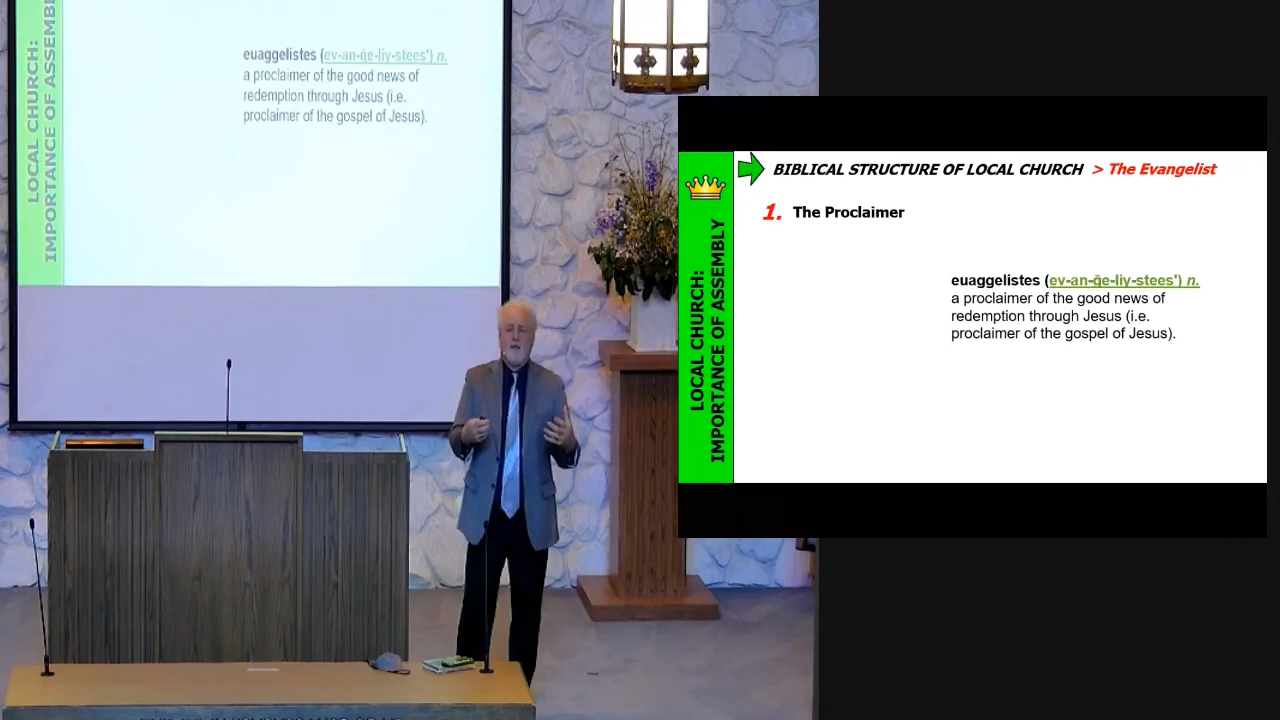 LOCAL CHURCH:
IMPORTANCE OF ASSEMBL
euaggelistes (ev-an-ğe-liy-stees') n.
a proclaimer of the good news of
redemption through Jesus (i.e.
proclaimer of the gospel of Jesus).
LOCAL CHURCH:
IMPORTANCE OF ASSEMBLY
BIBLICAL STRUCTURE OF LOCAL CHURCH > The Evangelist
1. The Proclaimer
euaggelistes (ev-an-ğe-liy-stees') n.
a proclaimer of the good news of
redemption through Jesus (i.e.
proclaimer of the gospel of Jesus).